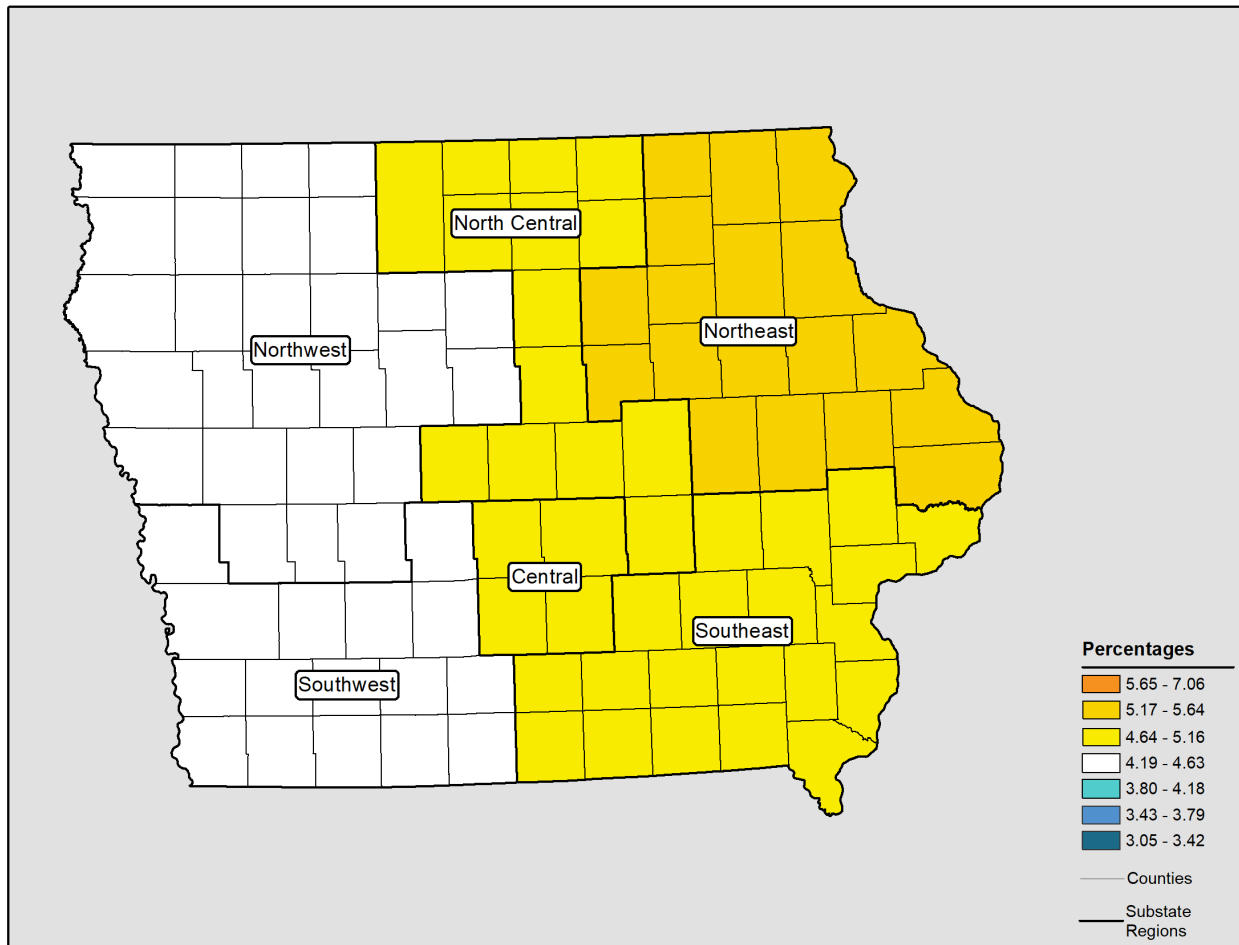 North Central
Northeast
Northwest
Central
Southeast
Southwest
Percentages
5.65 - 7.06
5.17 - 5.64
4.64 - 5.16
4.19 - 4.63
3.80 - 4.18
3.43 - 3.79
3.05 - 3.42
Counties
Substate
Regions